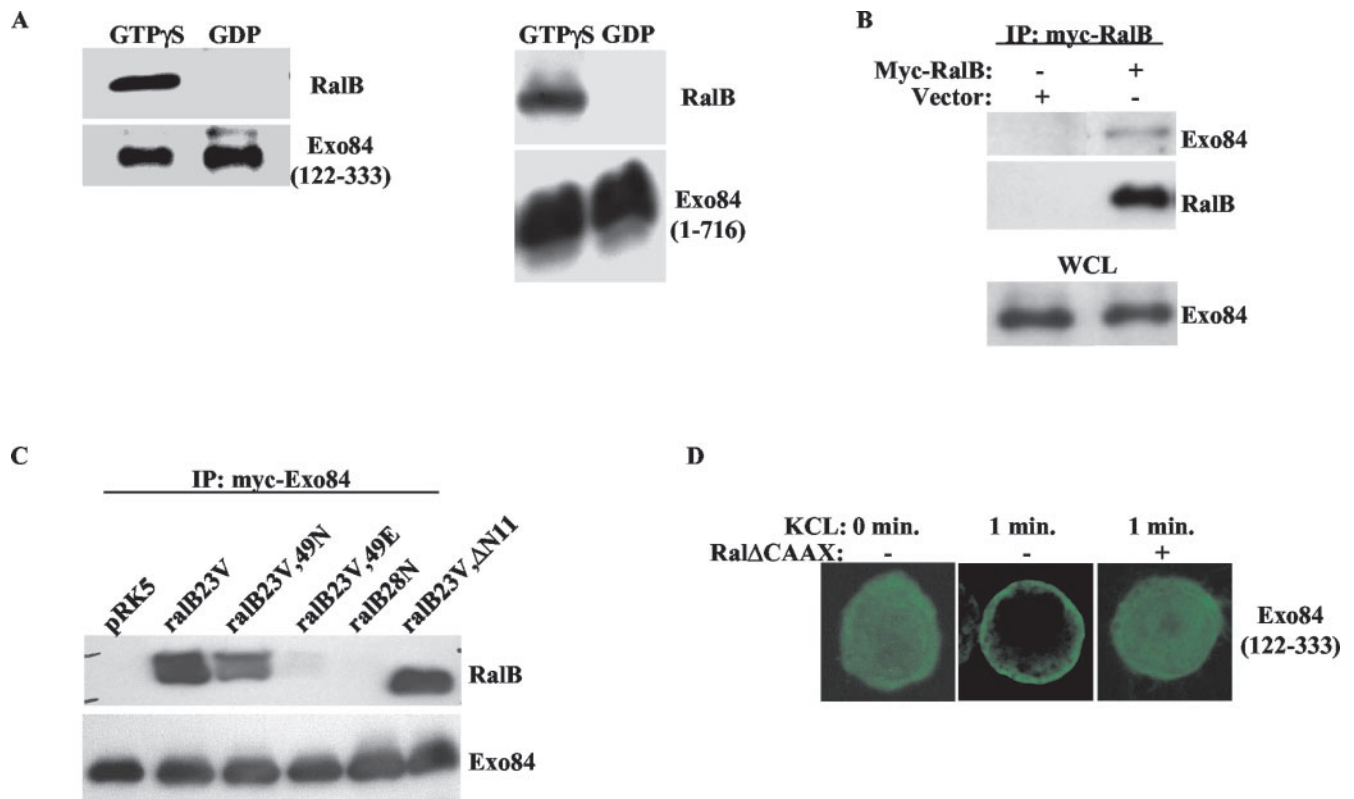 A
GTPγS GDP
RalB
Exo84
(122-333)
GTPγS GDP
RalB
Exo84
(1-716)
B
IP: myc-RalB
Myc-RalB: - +
Vector: + -
Exo84
RalB
WCL
Exo84
C
IP: myc-Exo84
pRK5
ralB23V
ralB23V,49N
ralB23V,49E
ralB28N
ralB23V,ΔN11
RalB
Exo84
D
KCL: 0 min. 1 min. 1 min.
RalΔCAAX: - - +
Exo84
(122-333)